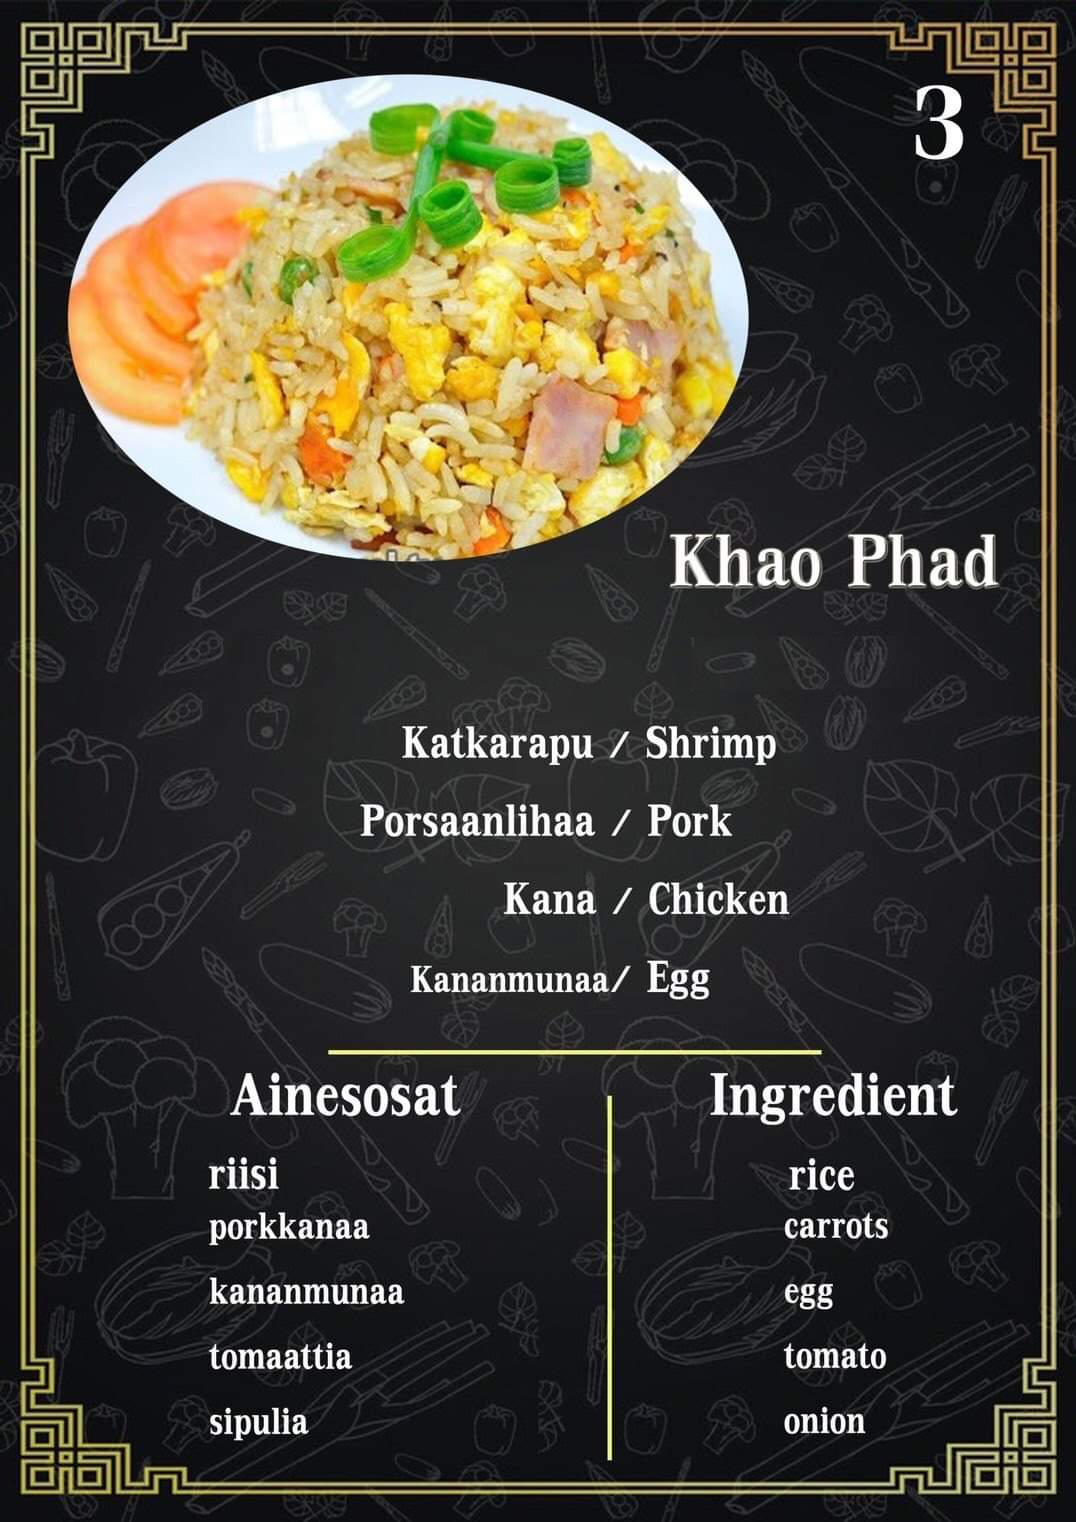 3
Khao Phad
Katkarapu / Shrimp
Porsaanlihaa / Pork
Kana / Chicken
Kananmunaa/ Egg
Ainesosat
riisi
porkkanaa
kananmunaa
tomaattia
sipulia
Ingredient
rice
carrots
egg
tomato
onion